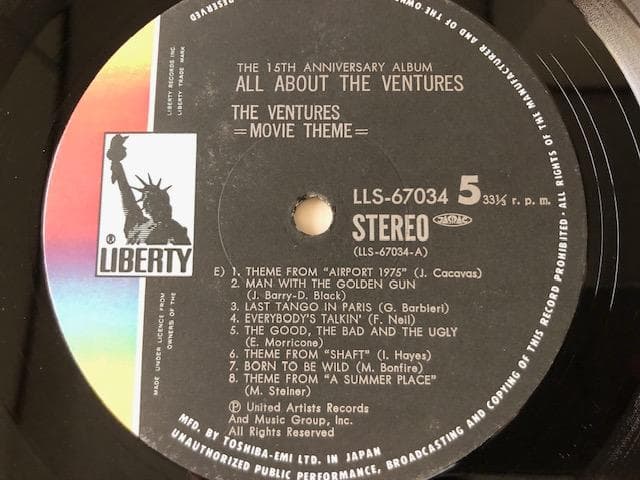 RESERVED
MANUFACTURER AND OF THE OWNER
LIBERTY RECORDS INC.
LIBERTY TRADE MARK
THE 15TH ANNIVERSARY ALBUM
ALL ABOUT THE VENTURES
THE VENTURES
=MOVIE THEME=
LLS-67034 5 33⅓ r. p. m.
STEREO JASRAC
(LLS-67034-A)
® LIBERTY
E) 1. THEME FROM "AIRPORT 1975" (J. Cacavas)
2. MAN WITH THE GOLDEN GUN
(J. Barry-D. Black)
3. LAST TANGO IN PARIS (G. Barbieri)
4. EVERYBODY'S TALKIN' (F. Neil)
5. THE GOOD, THE BAD AND THE UGLY
(E. Morricone)
6. THEME FROM "SHAFT" (I. Hayes)
7. BORN TO BE WILD (M. Bonfire)
8. THEME FROM "A SUMMER PLACE"
(M. Steiner)
Ⓟ United Artists Records
And Music Group, Inc.
All Rights Reserved
MADE UNDER LICENCE FROM
OWNERS OF THE
MFD. BY TOSHIBA-EMI LTD. IN JAPAN
UNAUTHORIZED PUBLIC PERFORMANCE, BROADCASTING AND COPYING OF THIS RECORD PROHIBITED · ALL RIGHTS OF THE